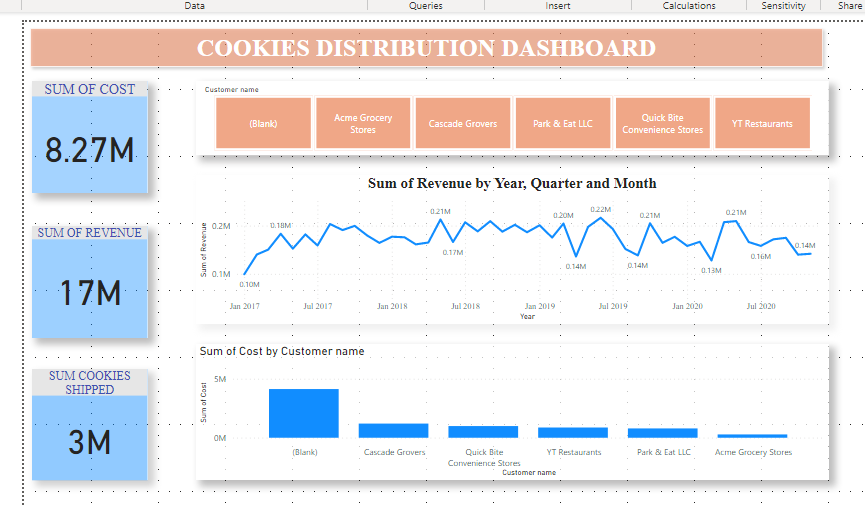 Data Queries Insert Calculations Sensitivity Share
COOKIES DISTRIBUTION DASHBOARD
SUM OF COST
8.27M
SUM OF REVENUE
17M
SUM COOKIES
SHIPPED
3M
Customer name
(Blank)
Acme Grocery
Stores
Cascade Grovers
Park & Eat LLC
Quick Bite
Convenience Stores
YT Restaurants
Sum of Revenue by Year, Quarter and Month
Sum of Revenue
0.2M
0.1M
0.10M
0.18M
0.21M
0.17M
0.20M
0.14M
0.22M
0.14M
0.21M
0.13M
0.21M
0.16M
0.14M
Jan 2017 Jul 2017 Jan 2018 Jul 2018 Jan 2019 Jul 2019 Jan 2020 Jul 2020
Year
Sum of Cost by Customer name
Sum of Cost
5M
0M
(Blank)
Cascade Grovers
Quick Bite
Convenience Stores
YT Restaurants
Park & Eat LLC
Acme Grocery Stores
Customer name